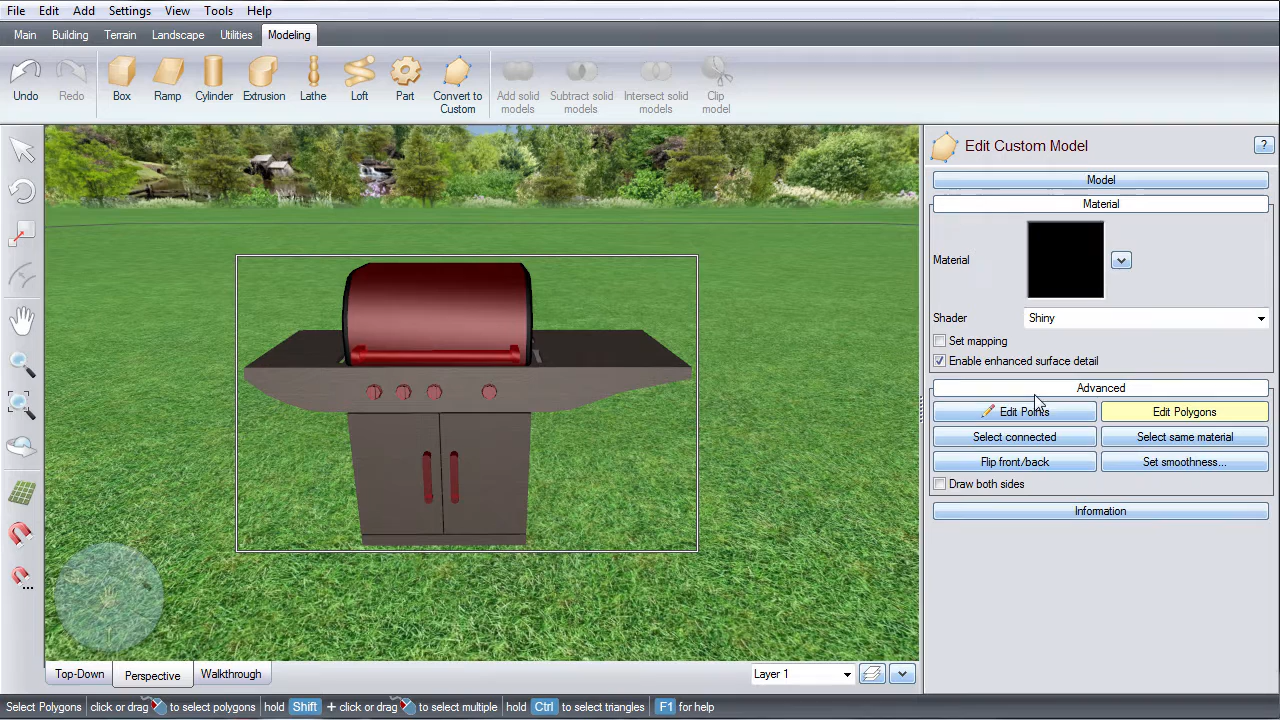 File Edit Add Settings View Tools Help
Main Building Terrain Landscape Utilities Modeling
Undo Redo Box Ramp Cylinder Extrusion Lathe Loft Part Convert to Custom Add solid models Subtract solid models Intersect solid models Clip model
Edit Custom Model ?
Model
Material
Material
Shader Shiny
Set mapping
Enable enhanced surface detail
Advanced
Edit Points Edit Polygons
Select connected Select same material
Flip front/back Set smoothness...
Draw both sides
Information
Top-Down Perspective Walkthrough Layer 1
Select Polygons click or drag to select polygons hold Shift + click or drag to select multiple hold Ctrl to select triangles F1 for help